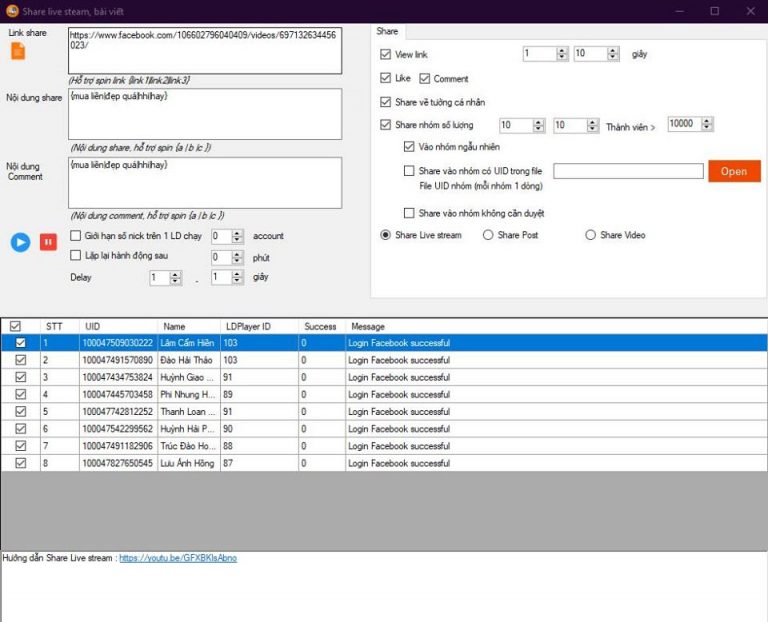 Share live steam, bài viết
Link share
https://www.facebook.com/106602796040409/videos/697132634456
023/
(Hỗ trợ spin link {link1|link2|link3}
Nội dung share
{mua liền|đẹp quá|hhi|hay}
(Nội dung share, hỗ trợ spin {a | b |c })
Nội dung
Comment
{mua liền|đẹp quá|hhi|hay}
(Nội dung comment, hỗ trợ spin {a | b |c })
Giới hạn số nick trên 1 LD chạy 0 account
Lặp lại hành động sau 0 phút
Delay 1 - 1 giây
Share
View link 1 10 giây
Like Comment
Share về tường cá nhân
Share nhóm số lượng 10 10 Thành viên > 10000
Vào nhóm ngẫu nhiên
Share vào nhóm có UID trong file Open
File UID nhóm (mỗi nhóm 1 dòng)
Share vào nhóm không cần duyệt
Share Live stream Share Post Share Video
STT UID Name LDPlayer ID Success Message
1 100047509030222 Lâm Cẩm Hiền 103 0 Login Facebook successful
2 100047491570890 Đào Hải Thảo 103 0 Login Facebook successful
3 100047434753824 Huỳnh Giao ... 91 0 Login Facebook successful
4 100047445703458 Phi Nhung H... 89 0 Login Facebook successful
5 100047742812252 Thanh Loan ... 91 0 Login Facebook successful
6 100047542299562 Huỳnh Hải P... 90 0 Login Facebook successful
7 100047491182906 Trúc Đào Ho... 88 0 Login Facebook successful
8 100047827650545 Lưu Ánh Hồng 87 0 Login Facebook successful
Hướng dẫn Share Live stream : https://youtu.be/GFXBKIsAbno